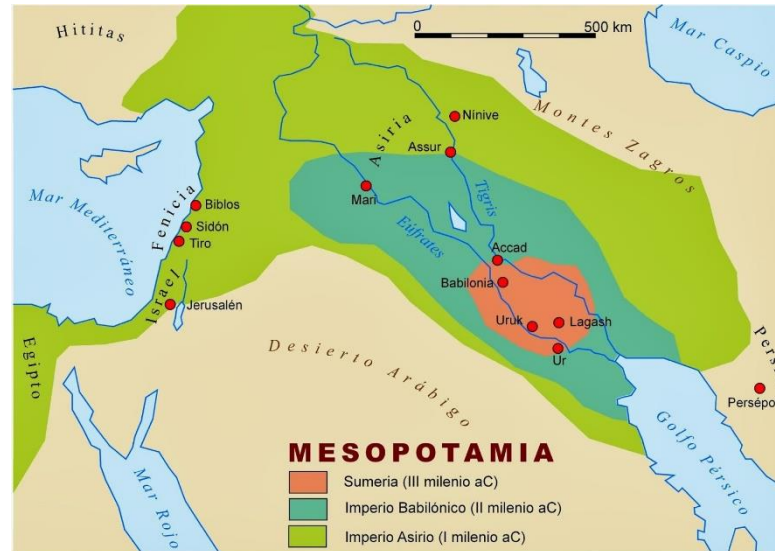 0 500 km
Hititas
Mar Caspio
Nínive
Montes Zagros
Asiria
Assur
Mari
Tigris
Biblos
Fenicia
Mar Mediterráneo
Sidón
Tiro
Eúfrates
Accad
Babilonia
Israel
Jerusalén
Uruk
Lagash
Ur
Egipto
Desierto Arábigo
Pers
Persépo
Golfo Pérsico
Mar Rojo
MESOPOTAMIA
Sumeria (III milenio aC)
Imperio Babilónico (II milenio aC)
Imperio Asirio (I milenio aC)